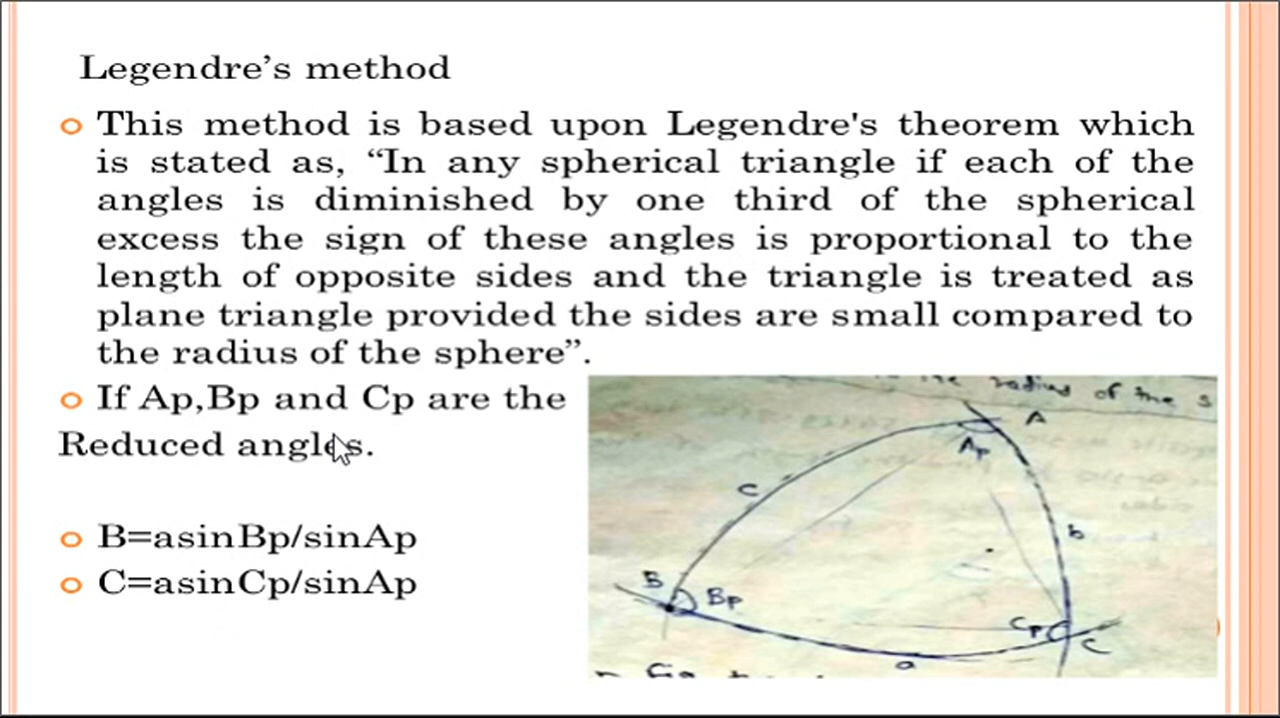 Legendre's method
This method is based upon Legendre's theorem which
is stated as, “In any spherical triangle if each of the
angles is diminished by one third of the spherical
excess the sign of these angles is proportional to the
length of opposite sides and the triangle is treated as
plane triangle provided the sides are small compared to
the radius of the sphere”.
If Ap,Bp and Cp are the
Reduced angles.
B=asinBp/sinAp
C=asinCp/sinAp
radius of the s
A
Ap
c
b
B
Bp
Cp
C
a